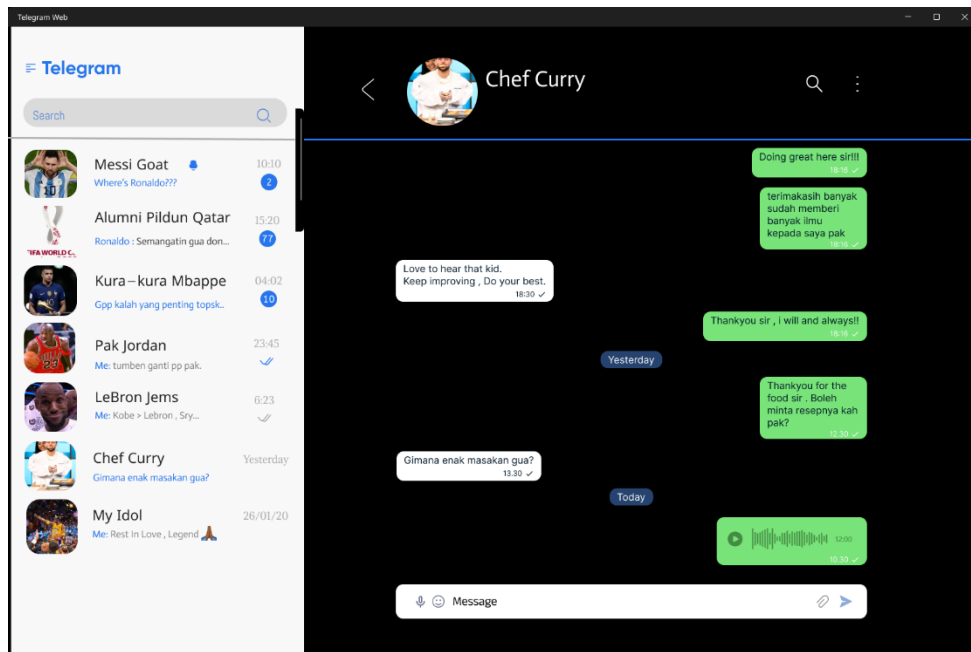 Telegram Web
Telegram
Search
Messi Goat
10:10
Where's Ronaldo???
2
Alumni Pildun Qatar
15:20
Ronaldo : Semangatin gua don...
77
Kura-kura Mbappe
04:02
Gpp kalah yang penting topsk..
10
Pak Jordan
23:45
Me: tumben ganti pp pak.
LeBron Jems
6:23
Me: Kobe > Lebron , Sry...
Chef Curry
Yesterday
Gimana enak masakan gua?
My Idol
26/01/20
Me: Rest In Love , Legend 🙏🏾
Chef Curry
Doing great here sir!!!
18:16
terimakasih banyak
sudah memberi
banyak ilmu
kepada saya pak
18:16
Love to hear that kid.
Keep improving , Do your best.
18:30
Thankyou sir , i will and always!!
18:16
Yesterday
Thankyou for the
food sir . Boleh
minta resepnya kah
pak?
12.30
Gimana enak masakan gua?
13.30
Today
12:00
10.30
Message